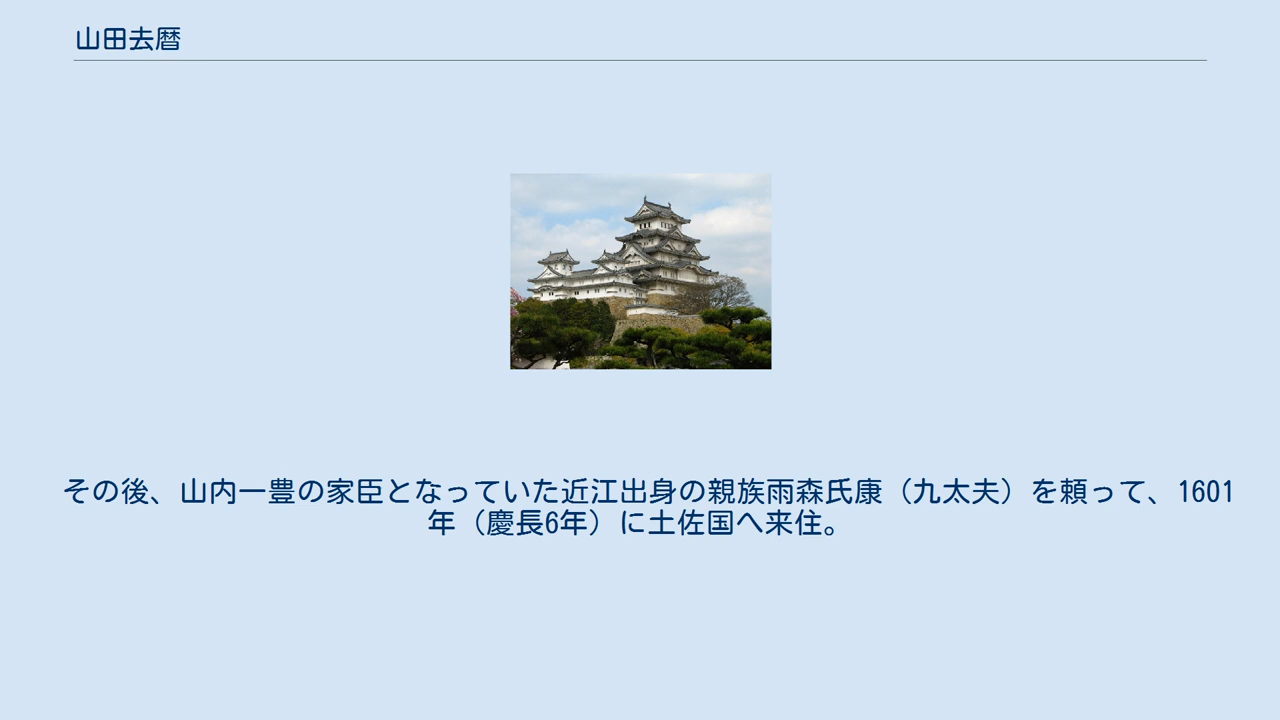 山田去暦
その後、山内一豊の家臣となっていた近江出身の親族雨森氏康（九太夫）を頼って、1601
年（慶長6年）に土佐国へ来住。